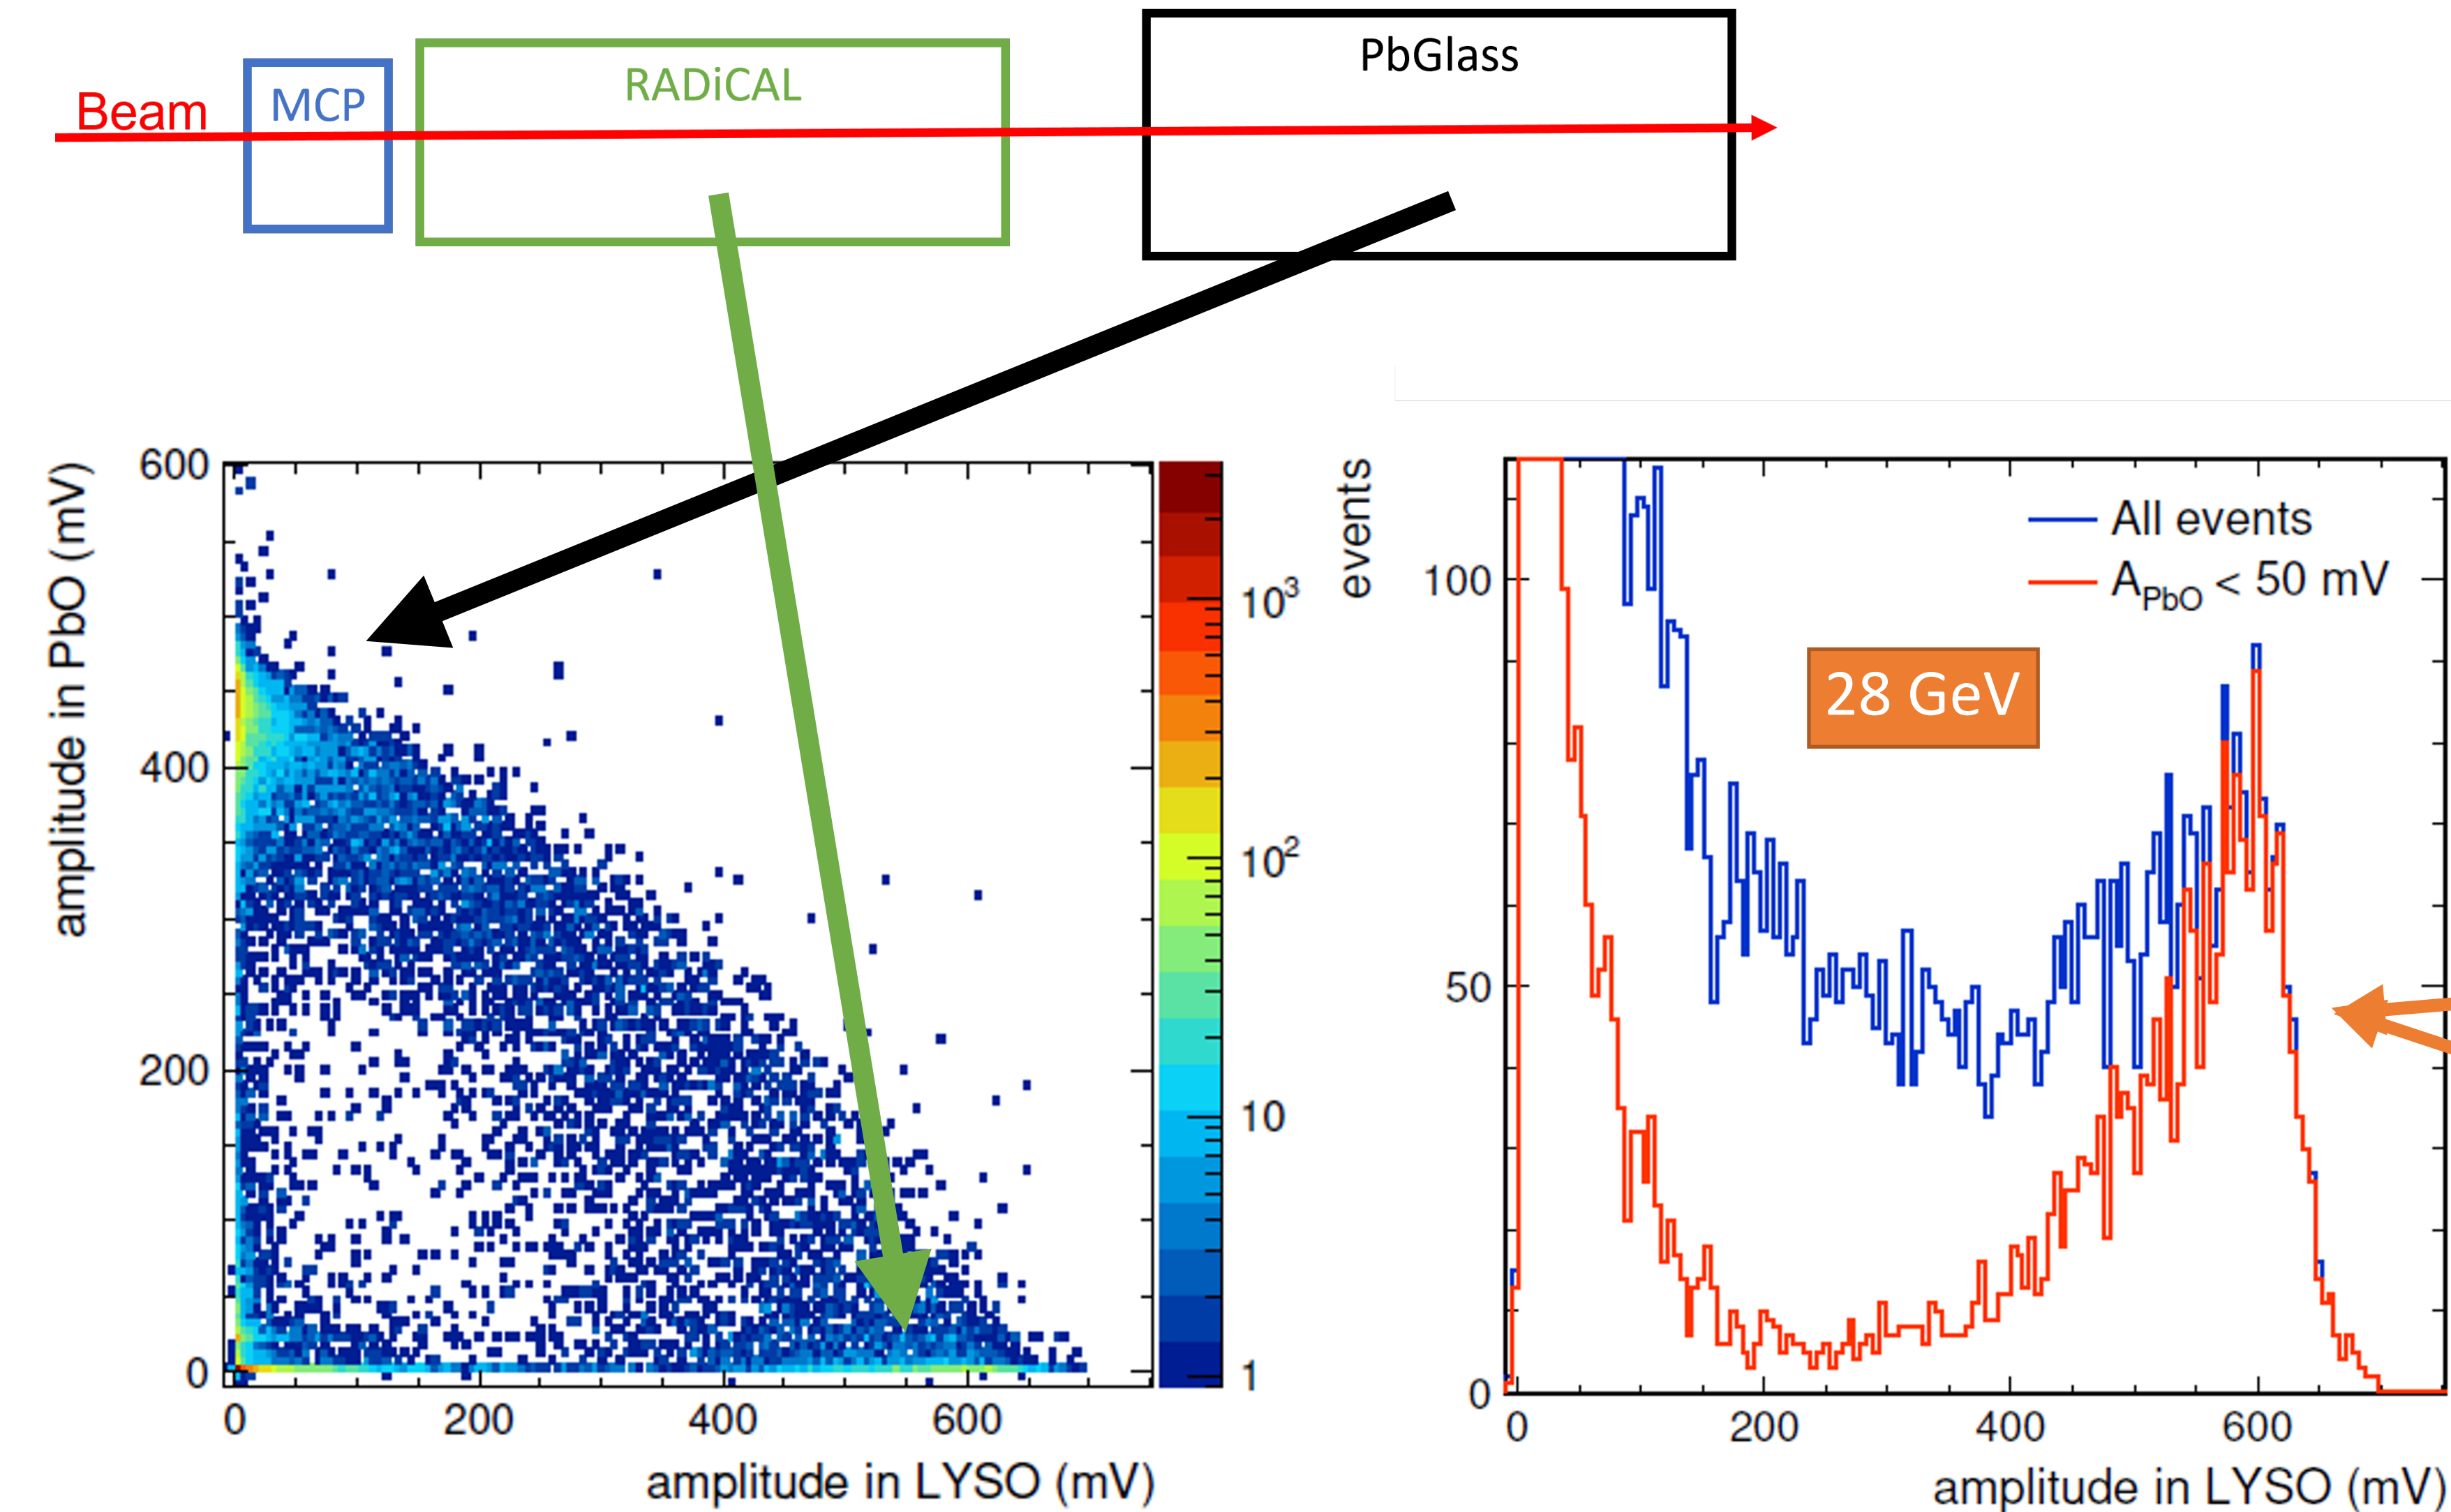 Beam
MCP
RADiCAL
PbGlass
amplitude in PbO (mV)
600
400
200
0
0
200
400
600
amplitude in LYSO (mV)
10³
10²
10
1
events
100
50
0
All events
A_PbO < 50 mV
28 GeV
0
200
400
600
amplitude in LYSO (mV)